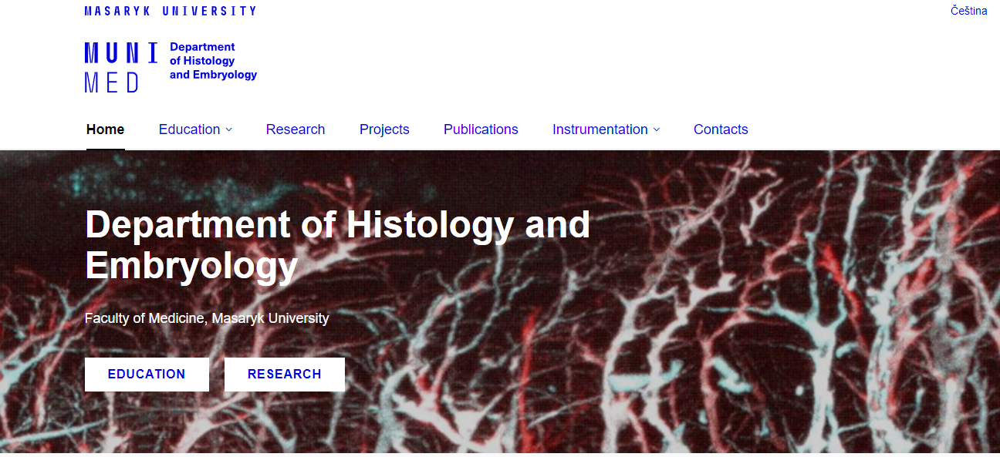 MASARYK UNIVERSITY
Čeština
MUNI
MED
Department
of Histology
and Embryology
Home
Education
Research
Projects
Publications
Instrumentation
Contacts
Department of Histology and
Embryology
Faculty of Medicine, Masaryk University
EDUCATION
RESEARCH